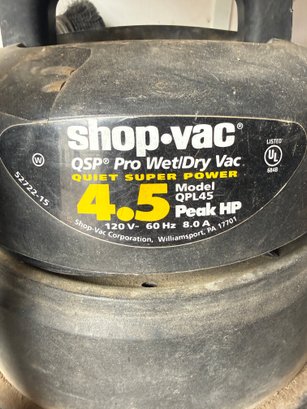 shop·vac®
QSP® Pro Wet/Dry Vac
QUIET SUPER POWER
4.5 Model QPL45 Peak HP
120 V~ 60 Hz 8.0 A
Shop-Vac Corporation, Williamsport, PA 17701
52722-15
W
LISTED
UL
684B